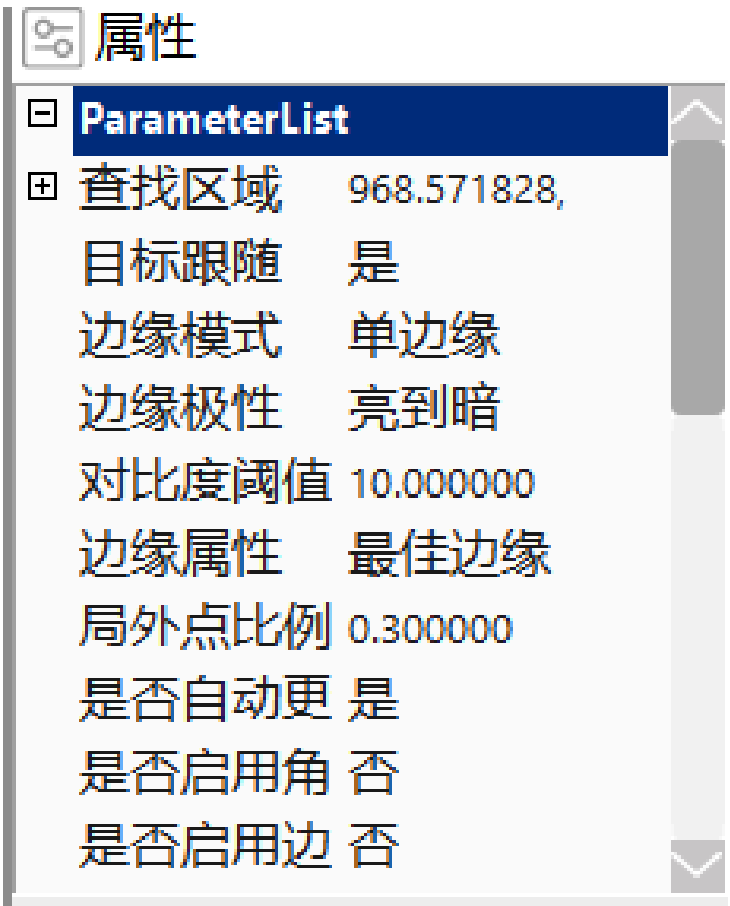 属性
ParameterList
查找区域 968.571828,
目标跟随 是
边缘模式 单边缘
边缘极性 亮到暗
对比度阈值 10.000000
边缘属性 最佳边缘
局外点比例 0.300000
是否自动更 是
是否启用角 否
是否启用边 否